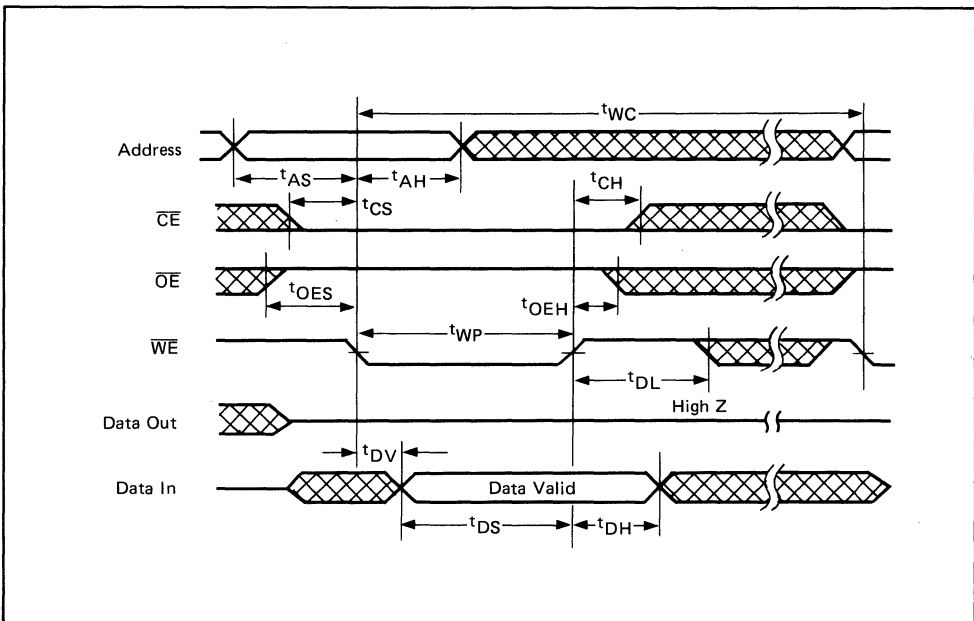 tWC
Address
tAS
tAH
tCH
tCS
CE
OE
tOES
tOEH
tWP
WE
tDL
High Z
Data Out
tDV
Data In
Data Valid
tDS
tDH